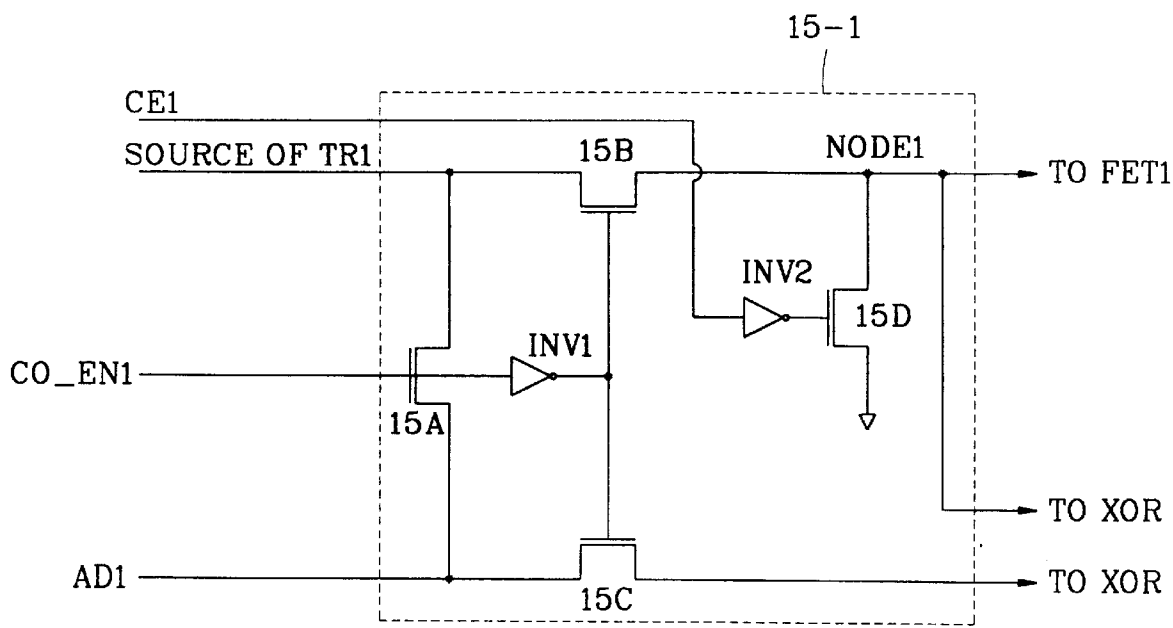 15-1
CE1
SOURCE OF TR1
15B
NODE1
TO FET1
INV2
15D
INV1
CO_EN1
15A
TO XOR
AD1
15C
TO XOR